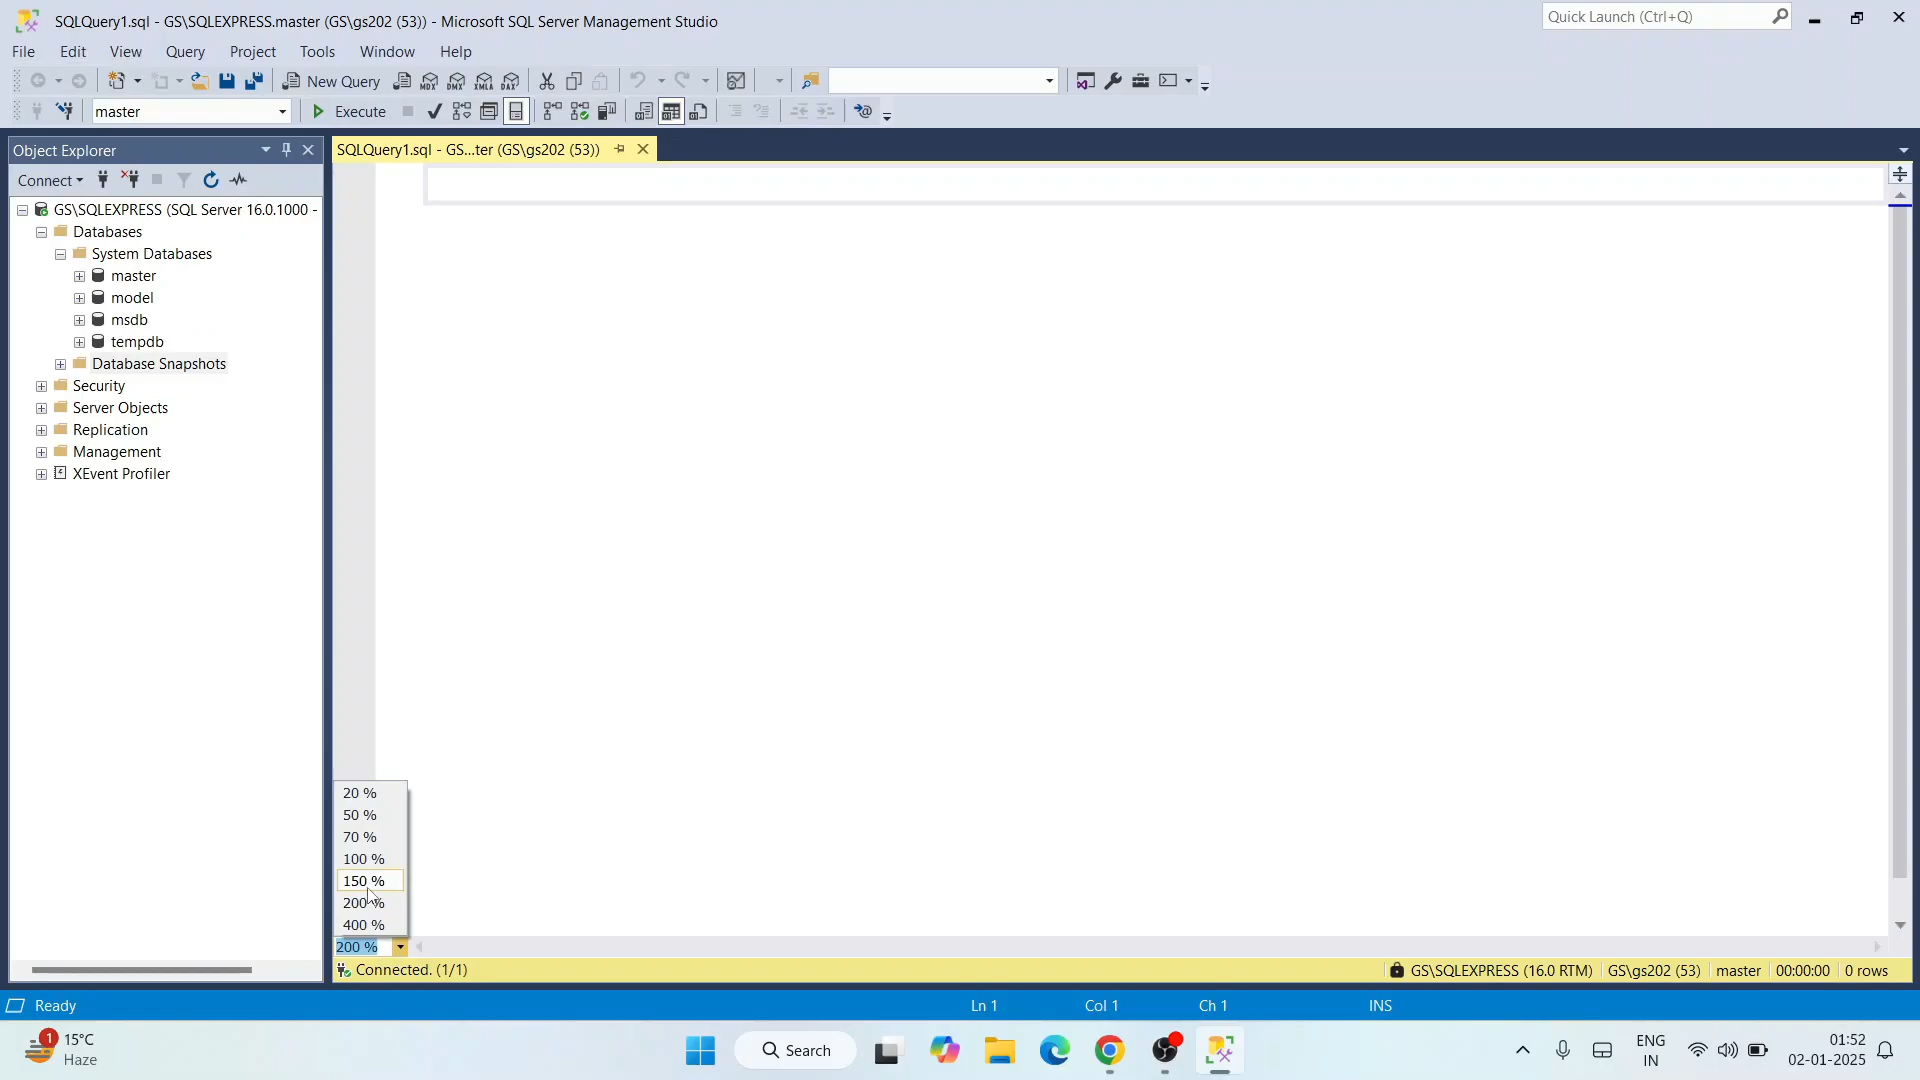 SQLQuery1.sql - GS\SQLEXPRESS.master (GS\gs202 (53)) - Microsoft SQL Server Management Studio
Quick Launch (Ctrl+Q)
File Edit View Query Project Tools Window Help
New Query MDX DMX XMLA DAX
master Execute
Object Explorer
SQLQuery1.sql - GS...ter (GS\gs202 (53))
Connect
GS\SQLEXPRESS (SQL Server 16.0.1000 -
Databases
System Databases
master
model
msdb
tempdb
Database Snapshots
Security
Server Objects
Replication
Management
XEvent Profiler
20 %
50 %
70 %
100 %
150 %
200 %
400 %
200 %
Connected. (1/1) GS\SQLEXPRESS (16.0 RTM) GS\gs202 (53) master 00:00:00 0 rows
Ready Ln 1 Col 1 Ch 1 INS
1 15°C
Haze
Search
ENG
IN
01:52
02-01-2025